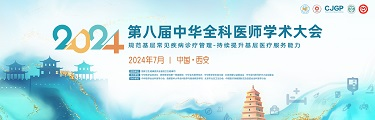 2024
第八届中华全科医师学术大会
规范基层常见疾病诊疗管理-持续提升基层医疗服务能力
2024年7月 | 中国·西安
CJGP